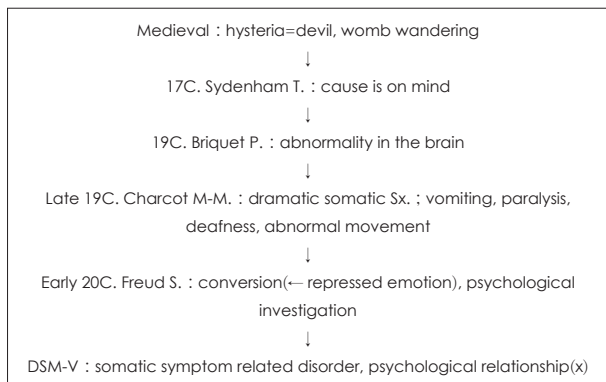 Medieval : hysteria=devil, womb wandering
↓
17C. Sydenham T. : cause is on mind
↓
19C. Briquet P. : abnormality in the brain
↓
Late 19C. Charcot M-M. : dramatic somatic Sx. ; vomiting, paralysis,
deafness, abnormal movement
↓
Early 20C. Freud S. : conversion(← repressed emotion), psychological
investigation
↓
DSM-V : somatic symptom related disorder, psychological relationship(x)